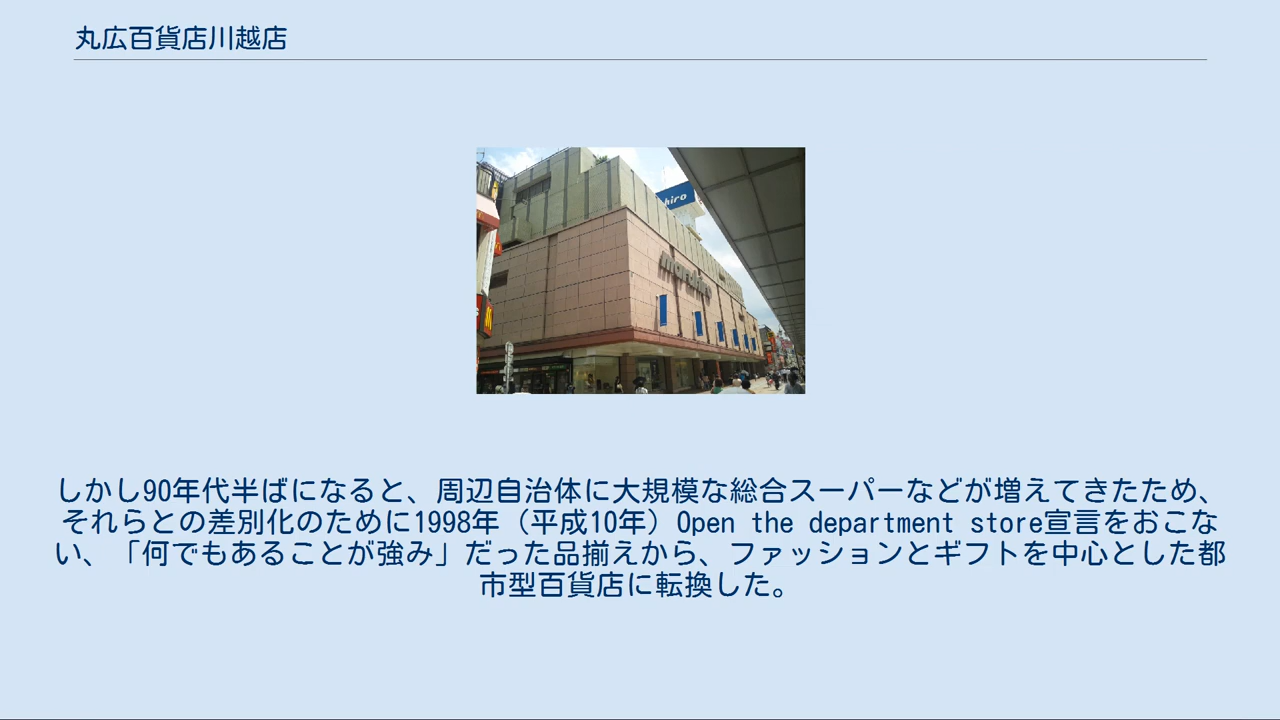 丸広百貨店川越店
hiro
maruhiro
しかし90年代半ばになると、周辺自治体に大規模な総合スーパーなどが増えてきたため、
それらとの差別化のために1998年（平成10年）Open the department store宣言をおこな
い、「何でもあることが強み」だった品揃えから、ファッションとギフトを中心とした都
市型百貨店に転換した。